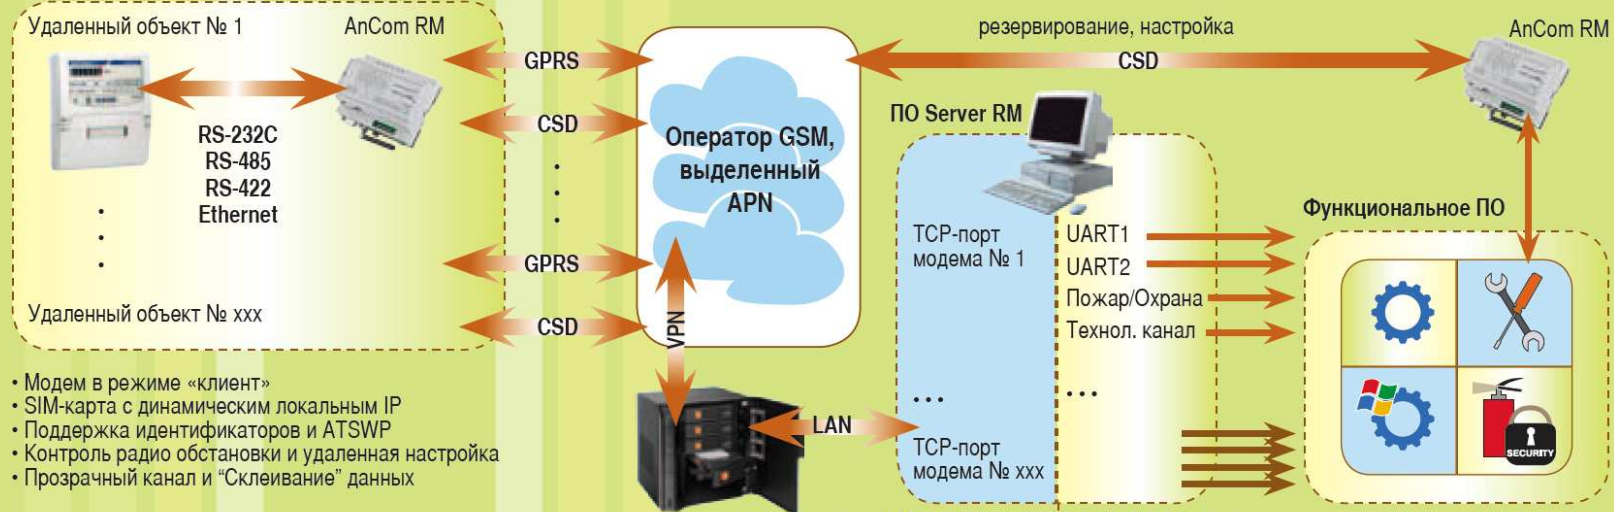 Удаленный объект № 1
AnCom RM
RS-232C
RS-485
RS-422
Ethernet
Удаленный объект № xxx
GPRS
CSD
GPRS
CSD
Оператор GSM,
выделенный
APN
VPN
LAN
резервирование, настройка
CSD
AnCom RM
ПО Server RM
TCP-порт
модема № 1
UART1
UART2
Пожар/Охрана
Технол. канал
...
...
TCP-порт
модема № xxx
Функциональное ПО
SECURITY
• Модем в режиме «клиент»
• SIM-карта с динамическим локальным IP
• Поддержка идентификаторов и ATSWP
• Контроль радио обстановки и удаленная настройка
• Прозрачный канал и “Склеивание” данных